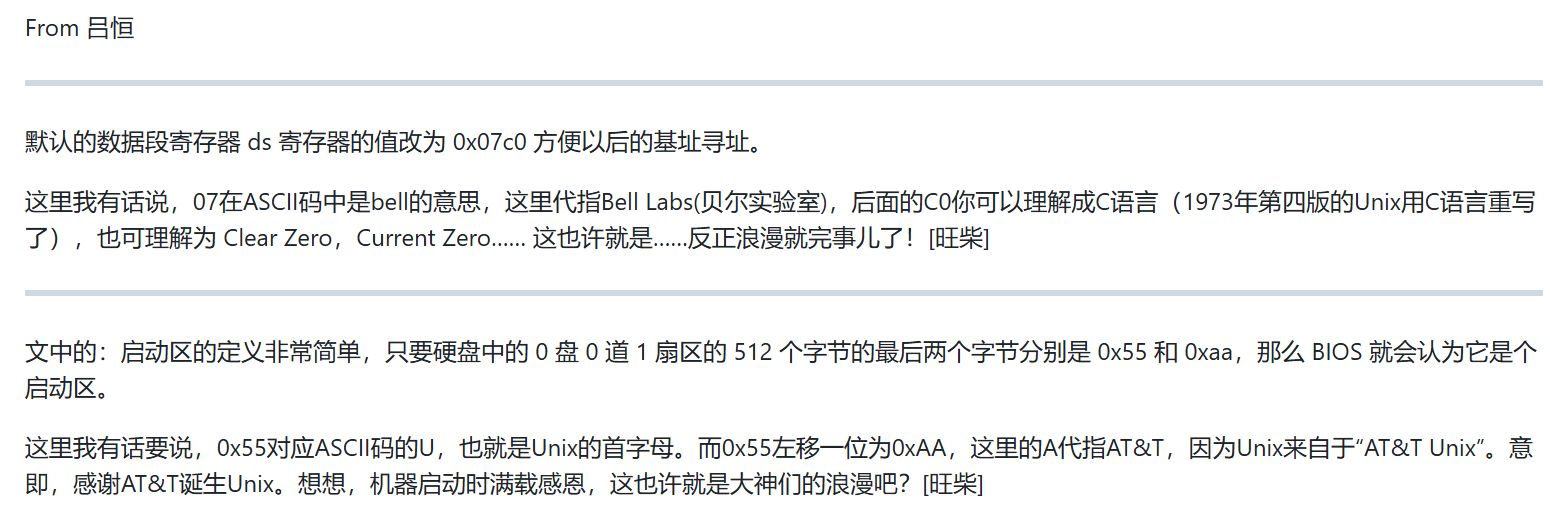 From 吕恒
默认的数据段寄存器 ds 寄存器的值改为 0x07c0 方便以后的基址寻址。
这里我有话说，07在ASCII码中是bell的意思，这里代指Bell Labs(贝尔实验室)，后面的C0你可以理解成C语言（1973年第四版的Unix用C语言重写
了），也可理解为 Clear Zero，Current Zero…… 这也许就是……反正浪漫就完事儿了！[旺柴]
文中的：启动区的定义非常简单，只要硬盘中的 0 盘 0 道 1 扇区的 512 个字节的最后两个字节分别是 0x55 和 0xaa，那么 BIOS 就会认为它是个
启动区。
这里我有话要说，0x55对应ASCII码的U，也就是Unix的首字母。而0x55左移一位为0xAA，这里的A代指AT&T，因为Unix来自于“AT&T Unix”。意
即，感谢AT&T诞生Unix。想想，机器启动时满载感恩，这也许就是大神们的浪漫吧？[旺柴]